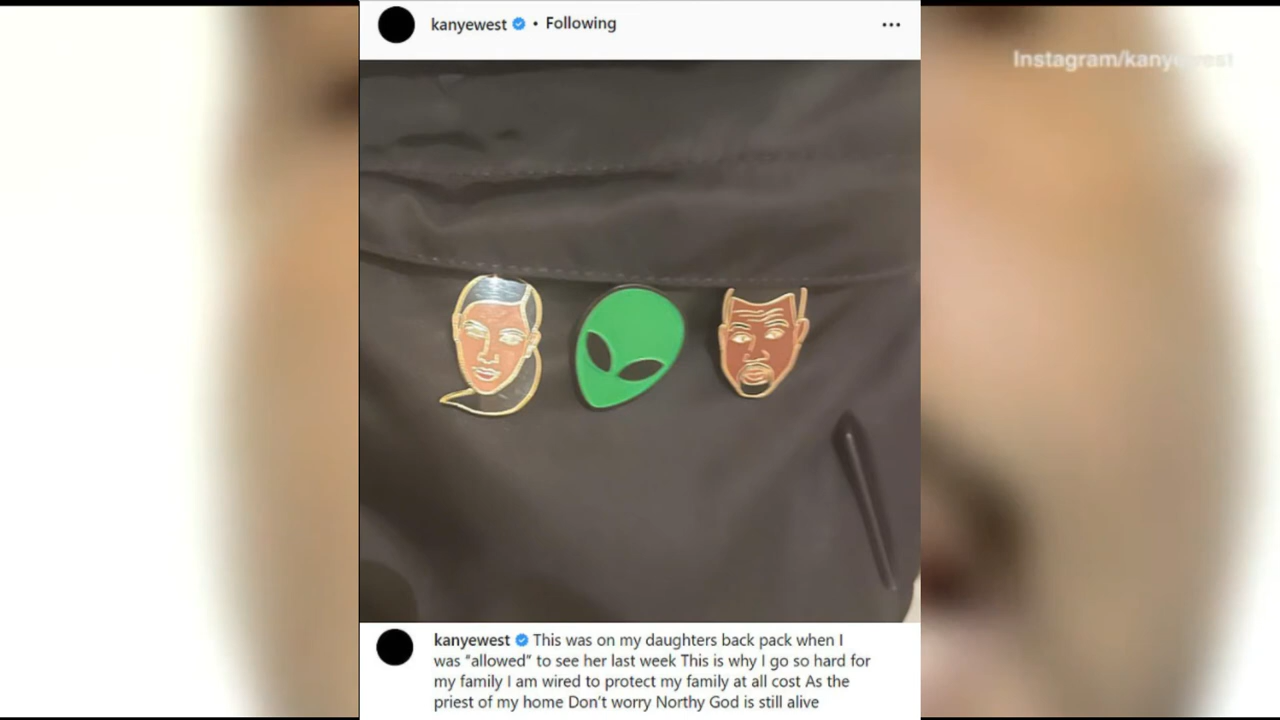 kanyewest • Following
Instagram/kanyewest
kanyewest This was on my daughters back pack when I
was "allowed" to see her last week This is why I go so hard for
my family I am wired to protect my family at all cost As the
priest of my home Don't worry Northy God is still alive